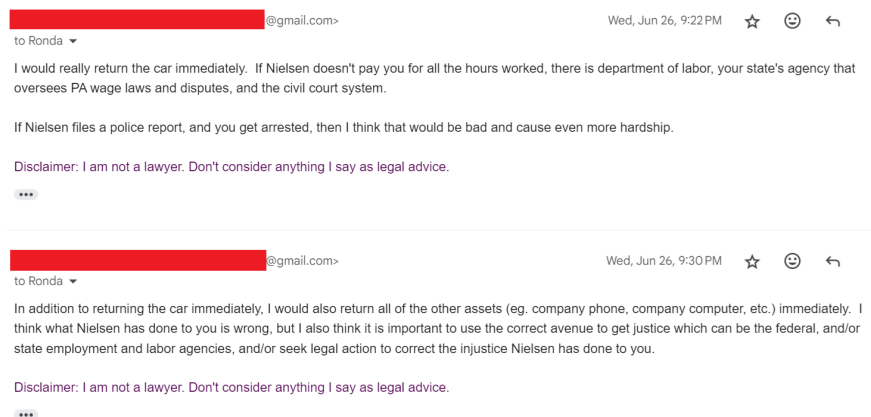 @gmail.com>
Wed, Jun 26, 9:22 PM
to Ronda
I would really return the car immediately.  If Nielsen doesn't pay you for all the hours worked, there is department of labor, your state's agency that
oversees PA wage laws and disputes, and the civil court system.
If Nielsen files a police report, and you get arrested, then I think that would be bad and cause even more hardship.
Disclaimer: I am not a lawyer. Don't consider anything I say as legal advice.
@gmail.com>
Wed, Jun 26, 9:30 PM
to Ronda
In addition to returning the car immediately, I would also return all of the other assets (eg. company phone, company computer, etc.) immediately.  I
think what Nielsen has done to you is wrong, but I also think it is important to use the correct avenue to get justice which can be the federal, and/or
state employment and labor agencies, and/or seek legal action to correct the injustice Nielsen has done to you.
Disclaimer: I am not a lawyer. Don't consider anything I say as legal advice.